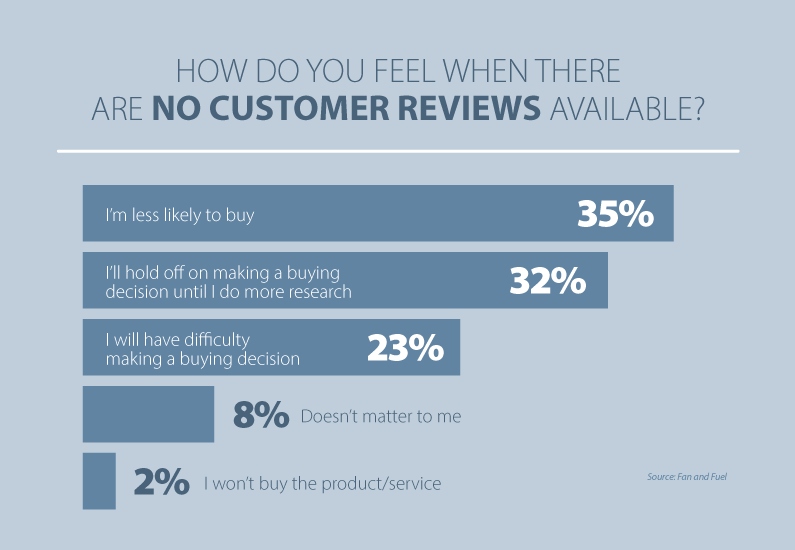 HOW DO YOU FEEL WHEN THERE
ARE NO CUSTOMER REVIEWS AVAILABLE?
I'm less likely to buy 35%
I'll hold off on making a buying
decision until I do more research 32%
I will have difficulty
making a buying decision 23%
8% Doesn't matter to me
2% I won't buy the product/service
Source: Fan and Fuel